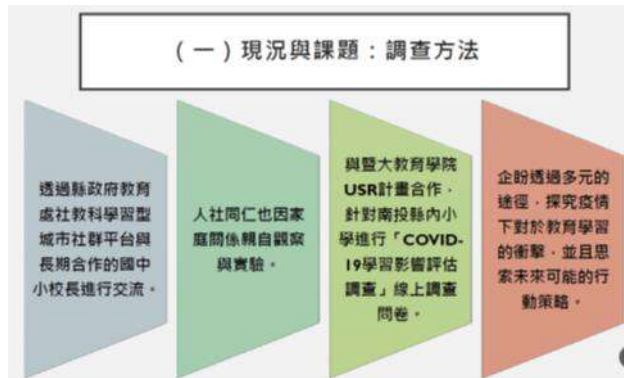 （一）現況與課題：調查方法
透過縣政府教育
處社教科學習型
城市社群平台與
長期合作的國中
小校長進行交流。
人社同仁也因家
庭關係親自觀察
與實驗。
與暨大教育學院
USR計畫合作，
針對南投縣內小
學進行「COVID-
19學習影響評估
調查」線上調查
問卷。
企盼透過多元的
途徑，探究疫情
下對於教育學習
的衝擊，並且思
索未來可能的行
動策略。